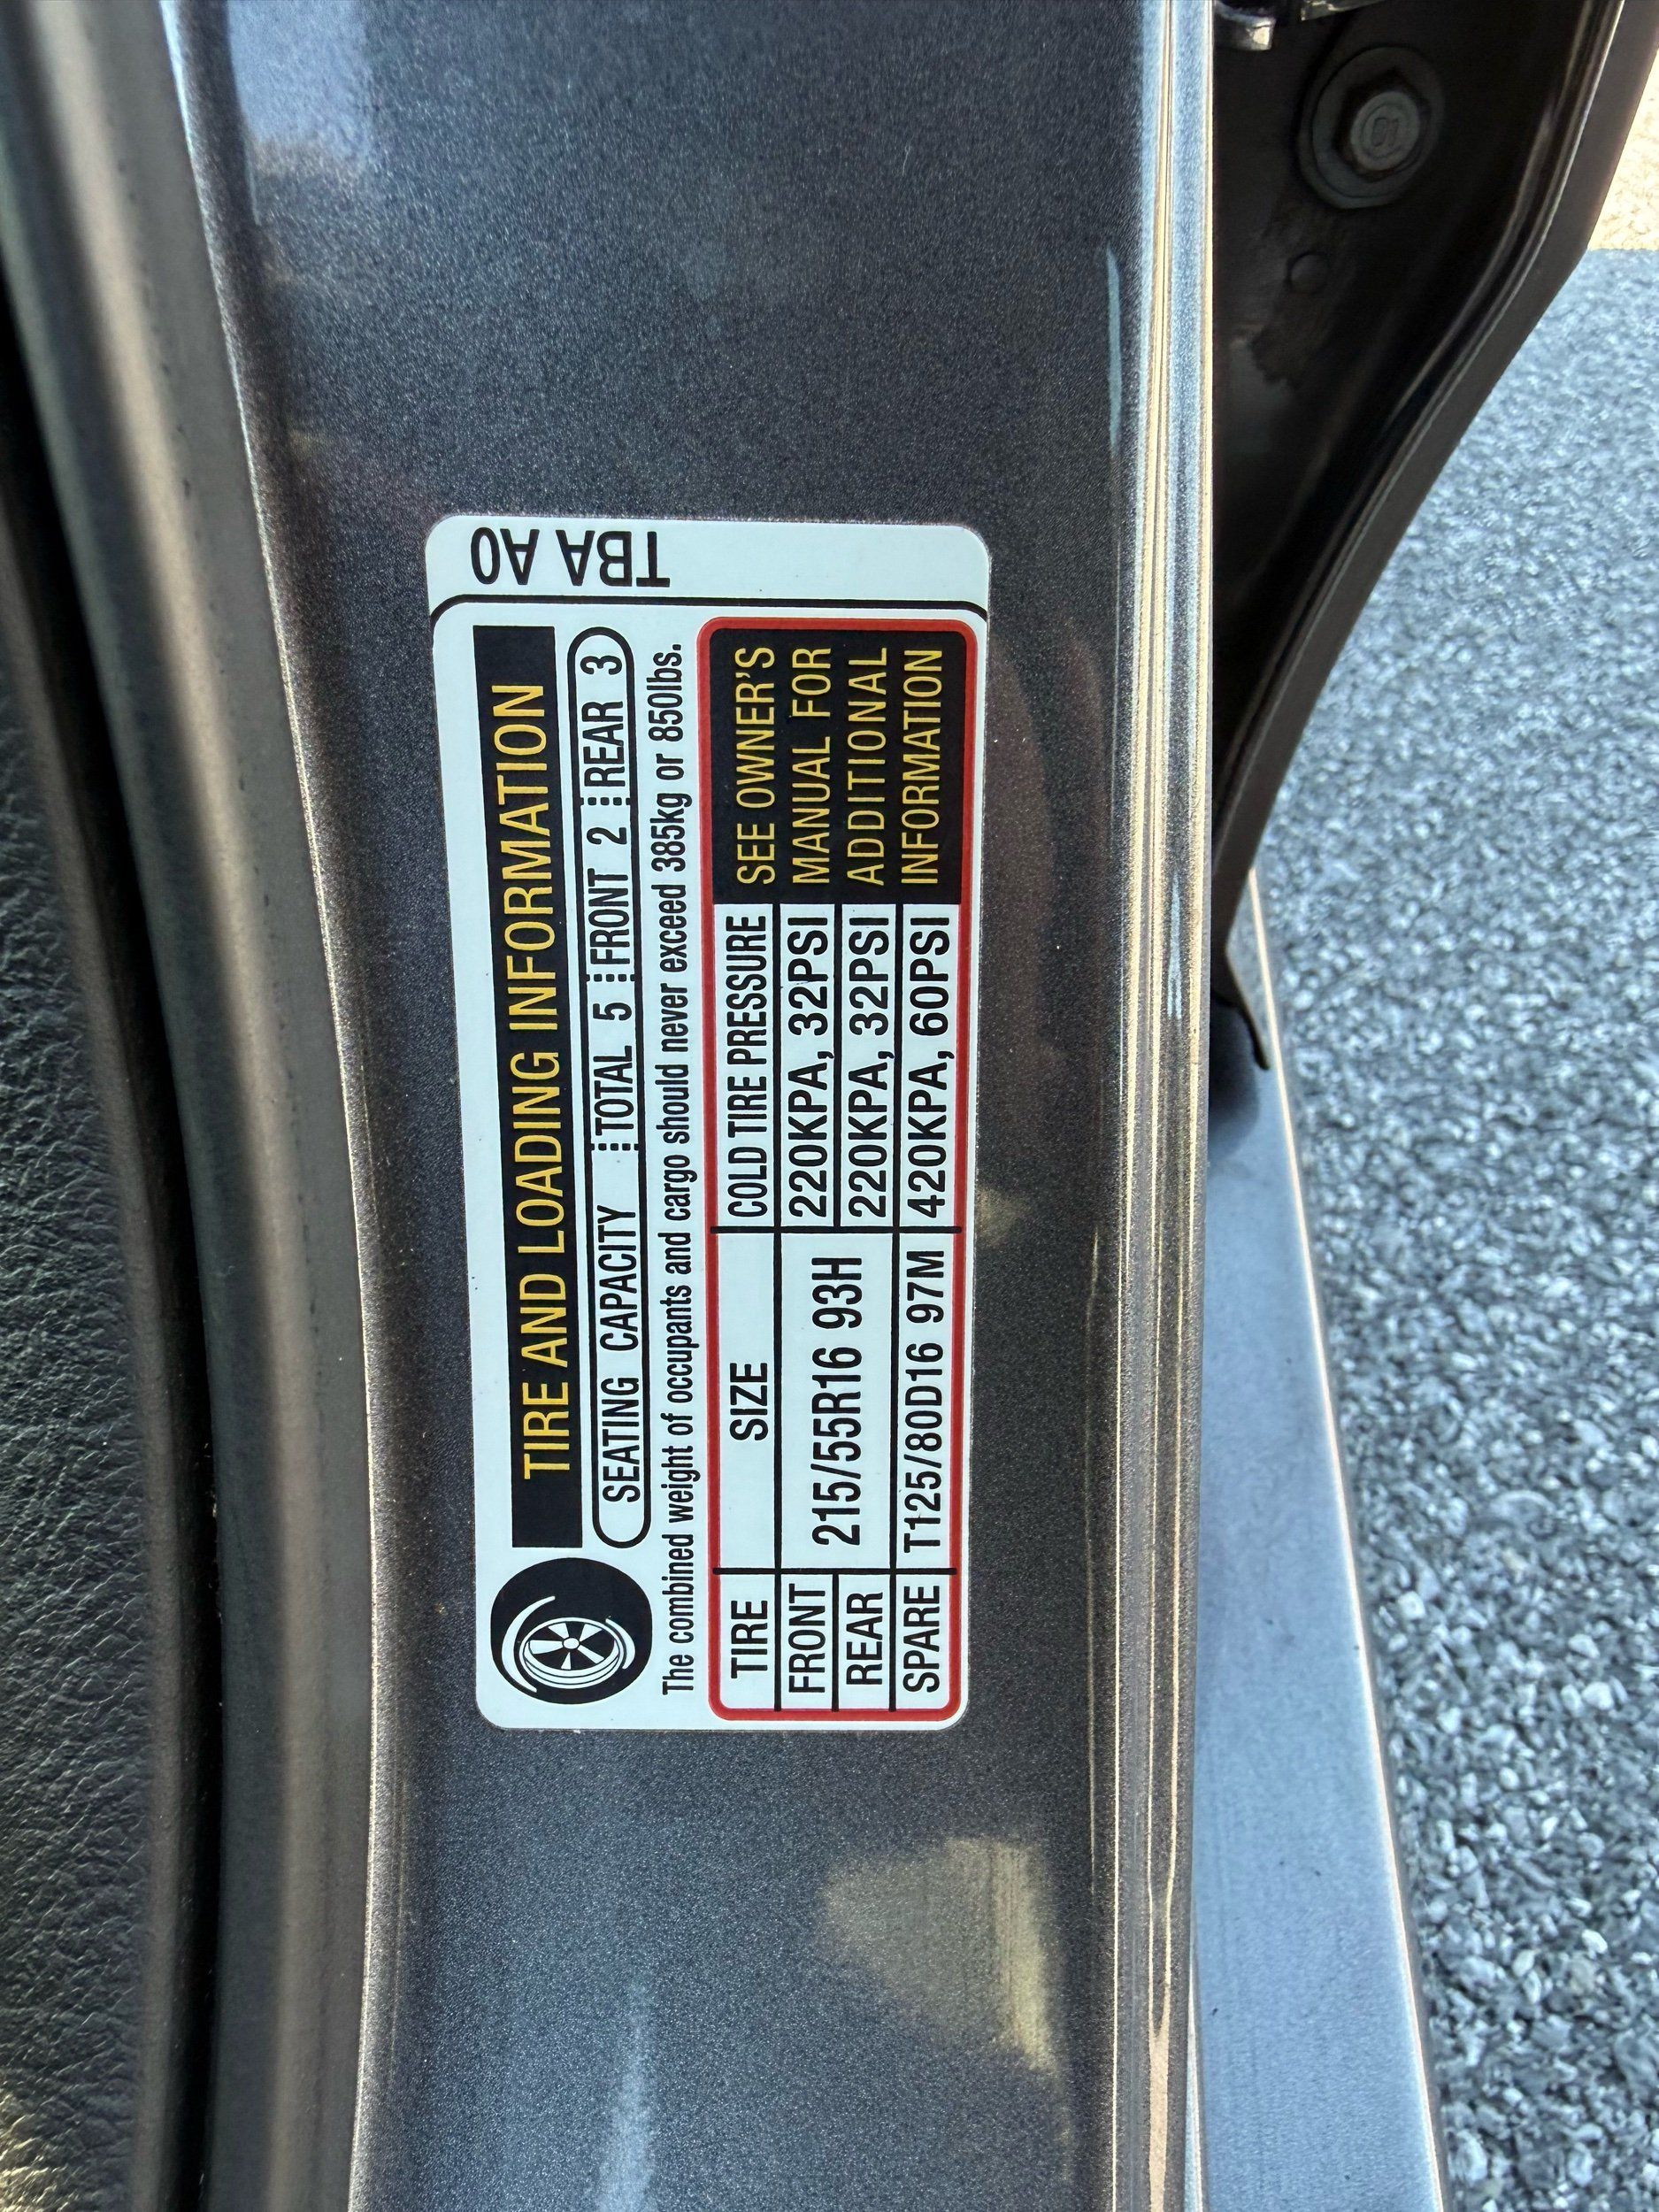 TIRE AND LOADING INFORMATION
SEATING CAPACITY TOTAL 5 FRONT 2 REAR 3
The combined weight of occupants and cargo should never exceed 385kg or 850lbs.
TIRE SIZE COLD TIRE PRESSURE
FRONT 215/55R16 93H 220KPA, 32PSI
REAR 220KPA, 32PSI
SPARE T125/80D16 97M 420KPA, 60PSI
SEE OWNER'S
MANUAL FOR
ADDITIONAL
INFORMATION
TBA A0